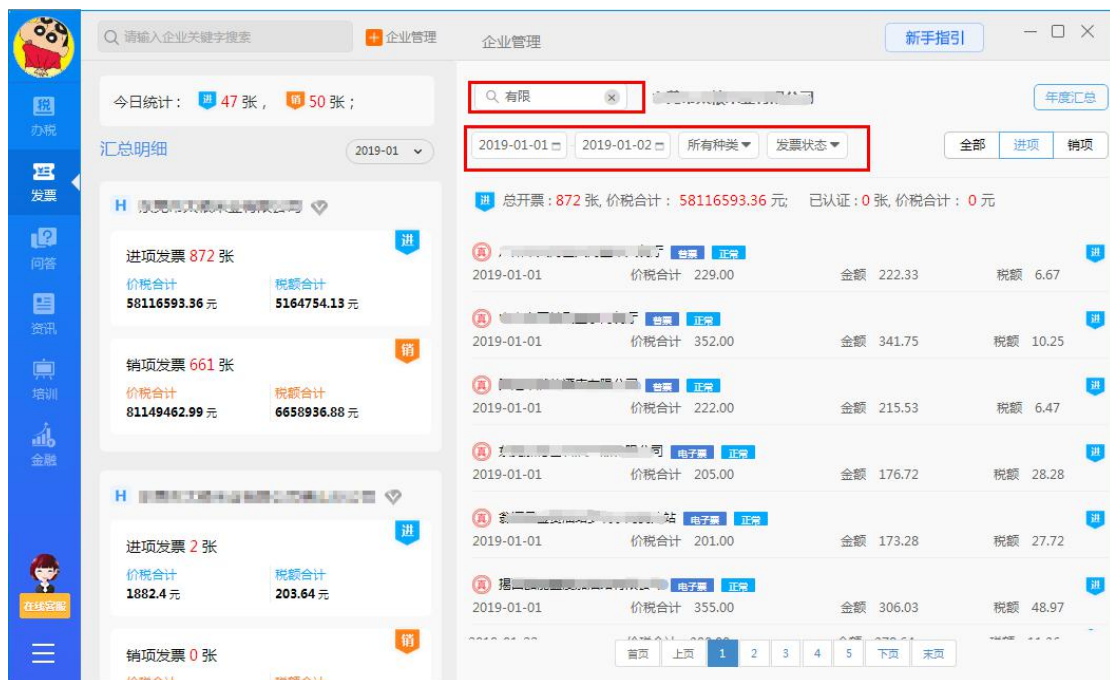 请输入企业关键字搜索
企业管理
企业管理
新手指引
税
办税
发票
问答
资讯
培训
金融
在线客服
今日统计: 进 47 张, 销 50 张;
汇总明细
2019-01
H
进
进项发票 872 张
价税合计 税额合计
58116593.36 元 5164754.13 元
销
销项发票 661 张
价税合计 税额合计
81149462.99 元 6658936.88 元
H
进
进项发票 2 张
价税合计 税额合计
1882.4 元 203.64 元
销
销项发票 0 张
有限
年度汇总
2019-01-01 - 2019-01-02 所有种类 发票状态
全部 进项 销项
进 总开票:872 张, 价税合计: 58116593.36 元; 已认证:0 张, 价税合计: 0 元
真 普票 正常 进
2019-01-01 价税合计 229.00 金额 222.33 税额 6.67
真 普票 正常 进
2019-01-01 价税合计 352.00 金额 341.75 税额 10.25
真 普票 正常 进
2019-01-01 价税合计 222.00 金额 215.53 税额 6.47
真 电子票 正常 进
2019-01-01 价税合计 205.00 金额 176.72 税额 28.28
真 电子票 正常 进
2019-01-01 价税合计 201.00 金额 173.28 税额 27.72
真 电子票 正常 进
2019-01-01 价税合计 355.00 金额 306.03 税额 48.97
首页 上页 1 2 3 4 5 下页 末页